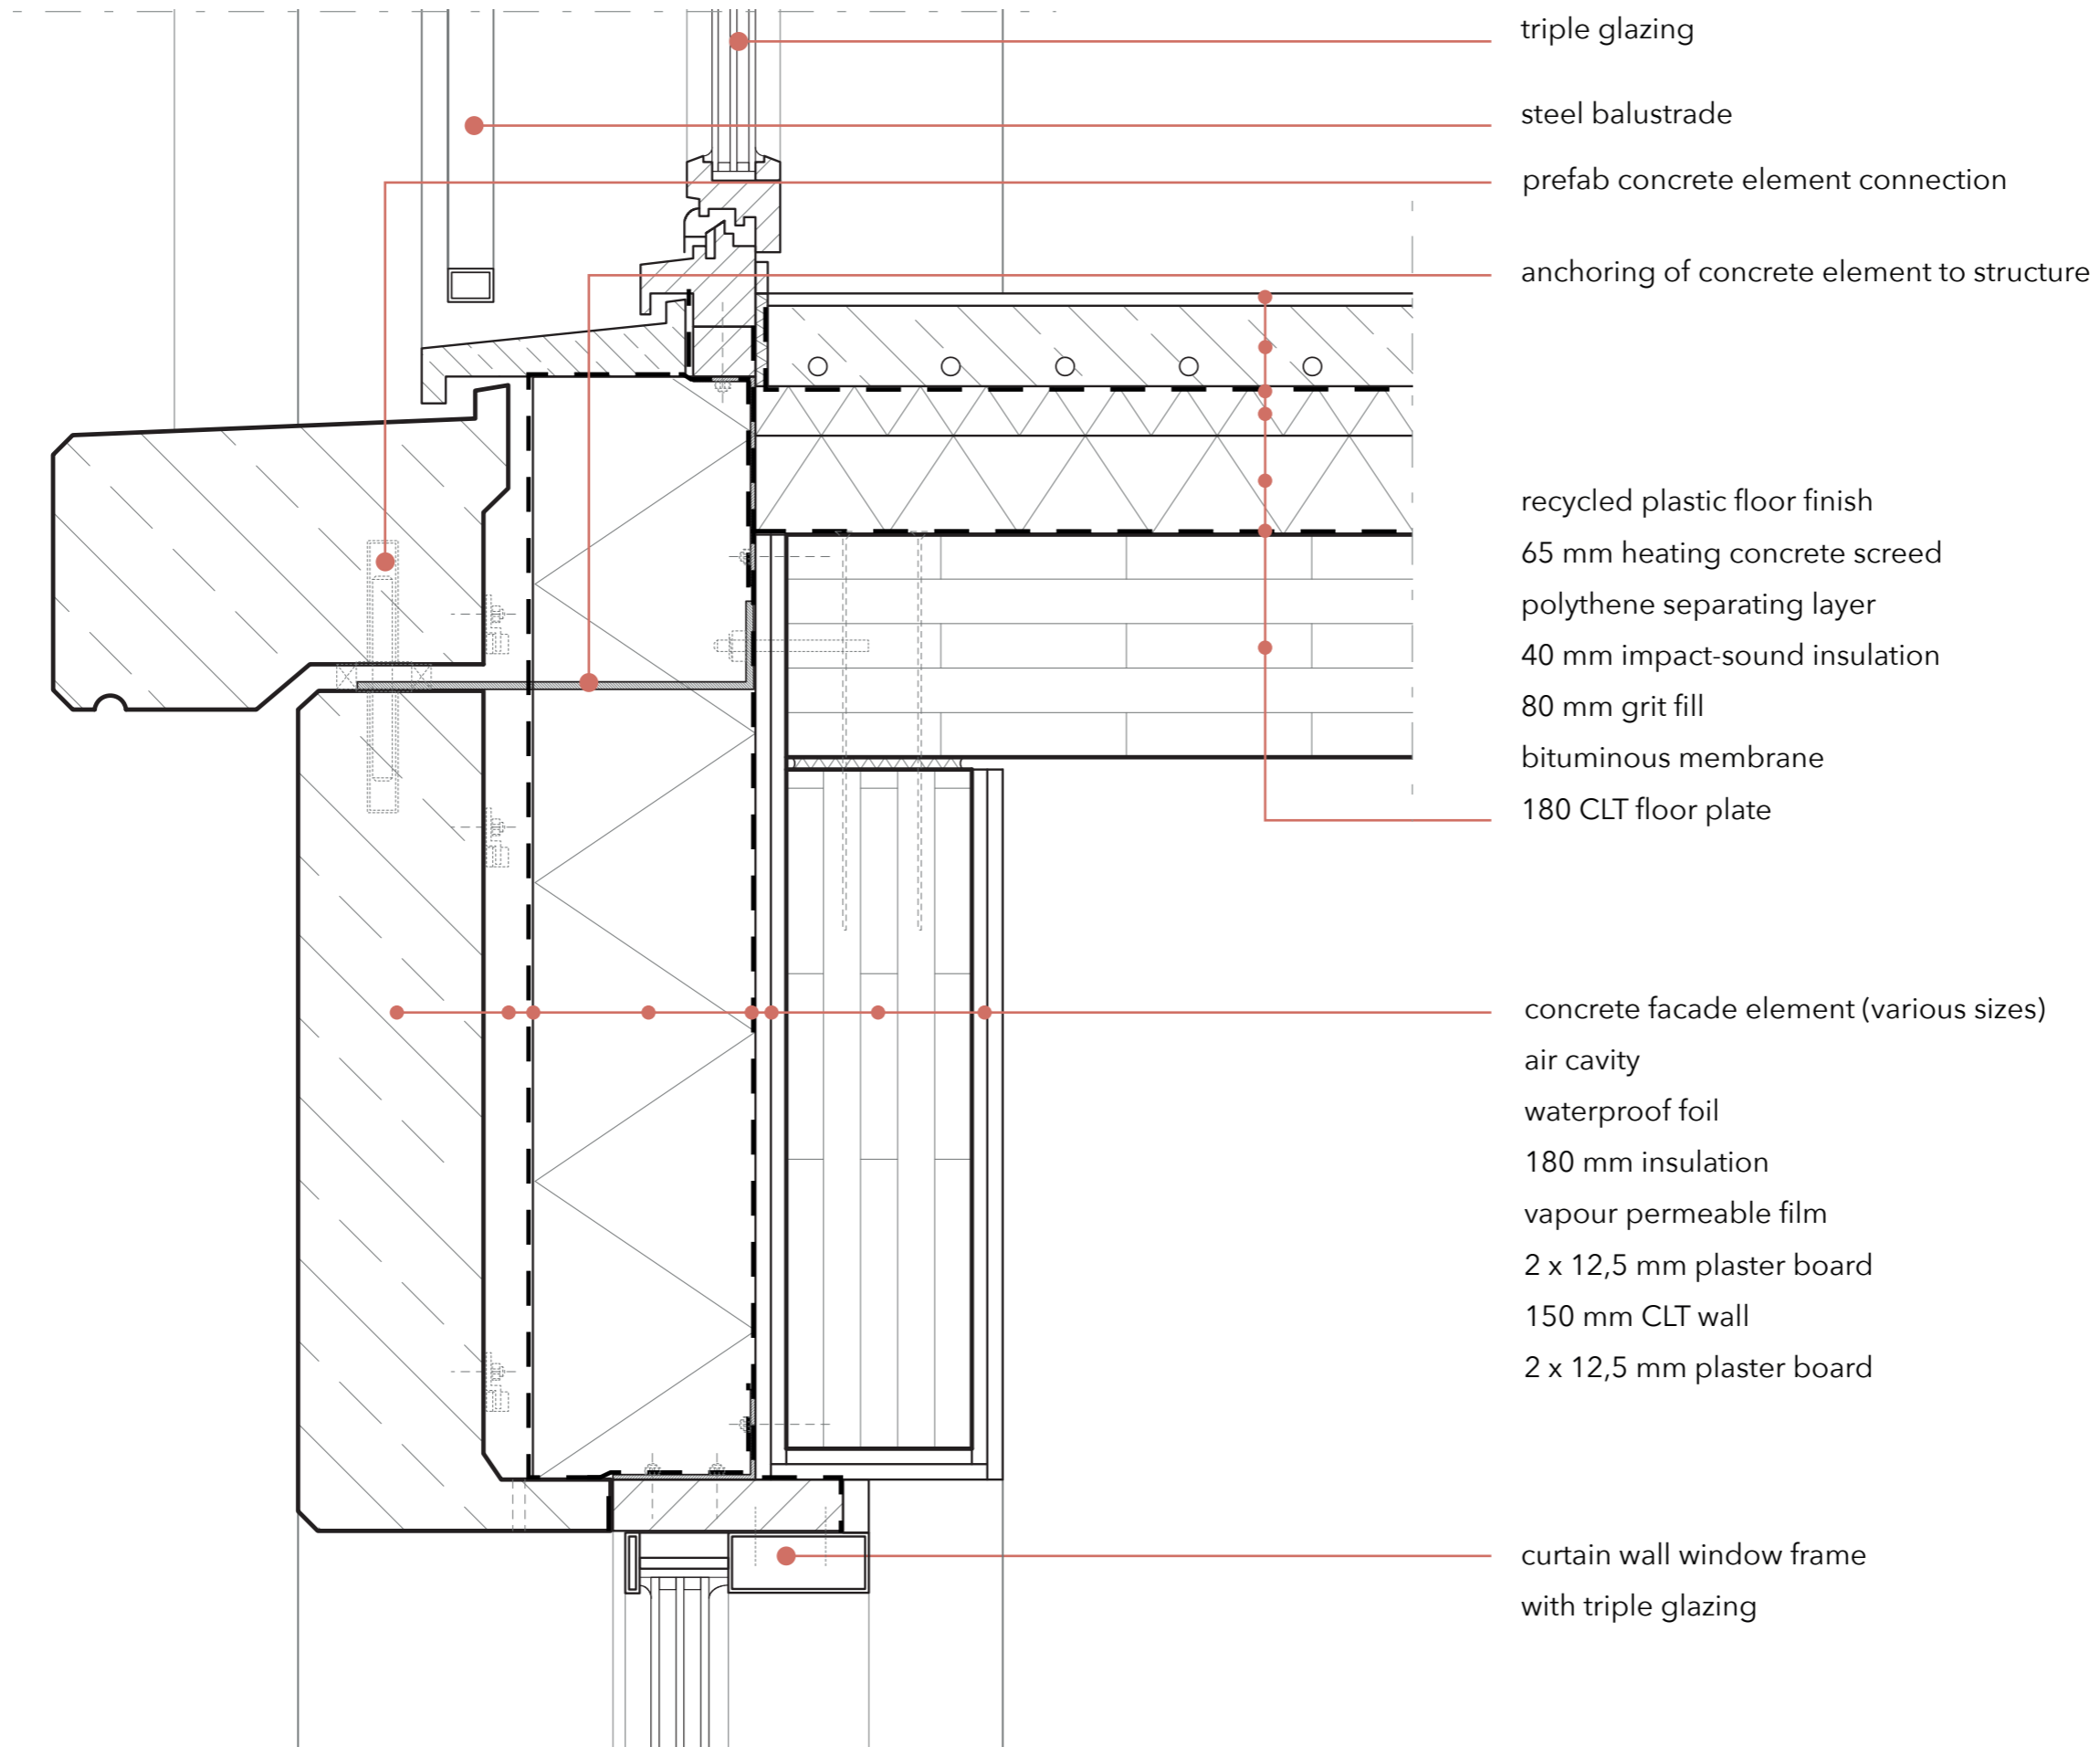 triple glazing
steel balustrade
prefab concrete element connection
anchoring of concrete element to structure
recycled plastic floor finish
65 mm heating concrete screed
polythene separating layer
40 mm impact-sound insulation
80 mm grit fill
bituminous membrane
180 CLT floor plate
concrete facade element (various sizes)
air cavity
waterproof foil
180 mm insulation
vapour permeable film
2 x 12,5 mm plaster board
150 mm CLT wall
2 x 12,5 mm plaster board
curtain wall window frame
with triple glazing